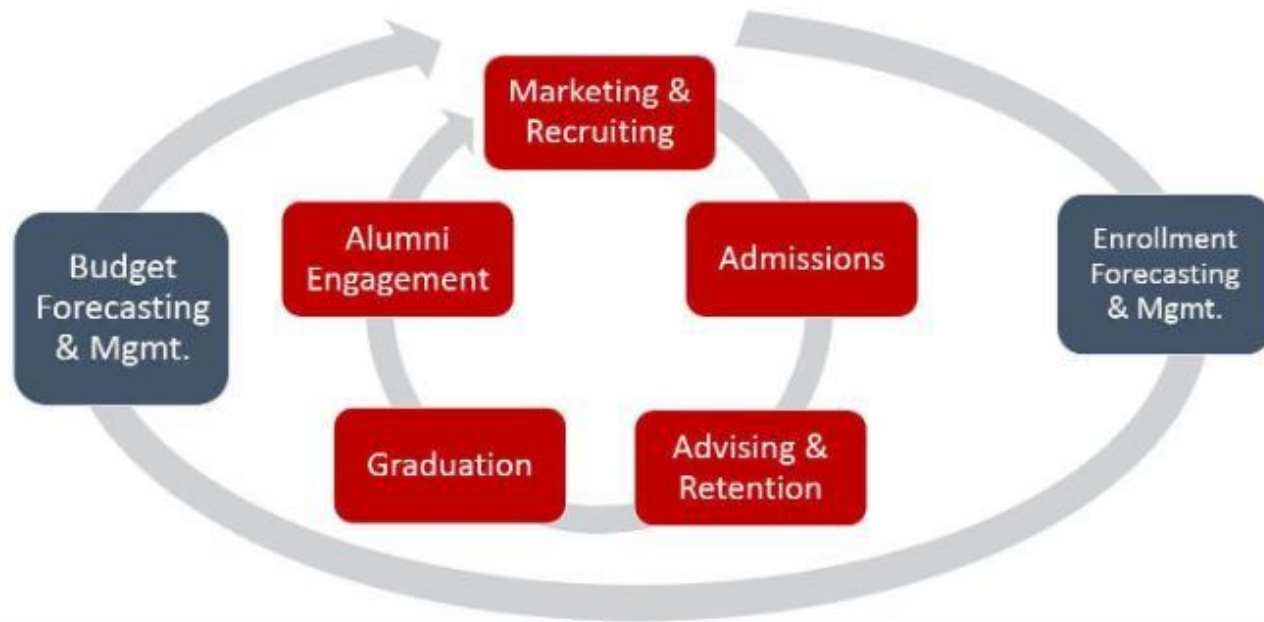 Marketing &
Recruiting
Admissions
Advising &
Retention
Graduation
Alumni
Engagement
Enrollment
Forecasting
& Mgmt.
Budget
Forecasting
& Mgmt.